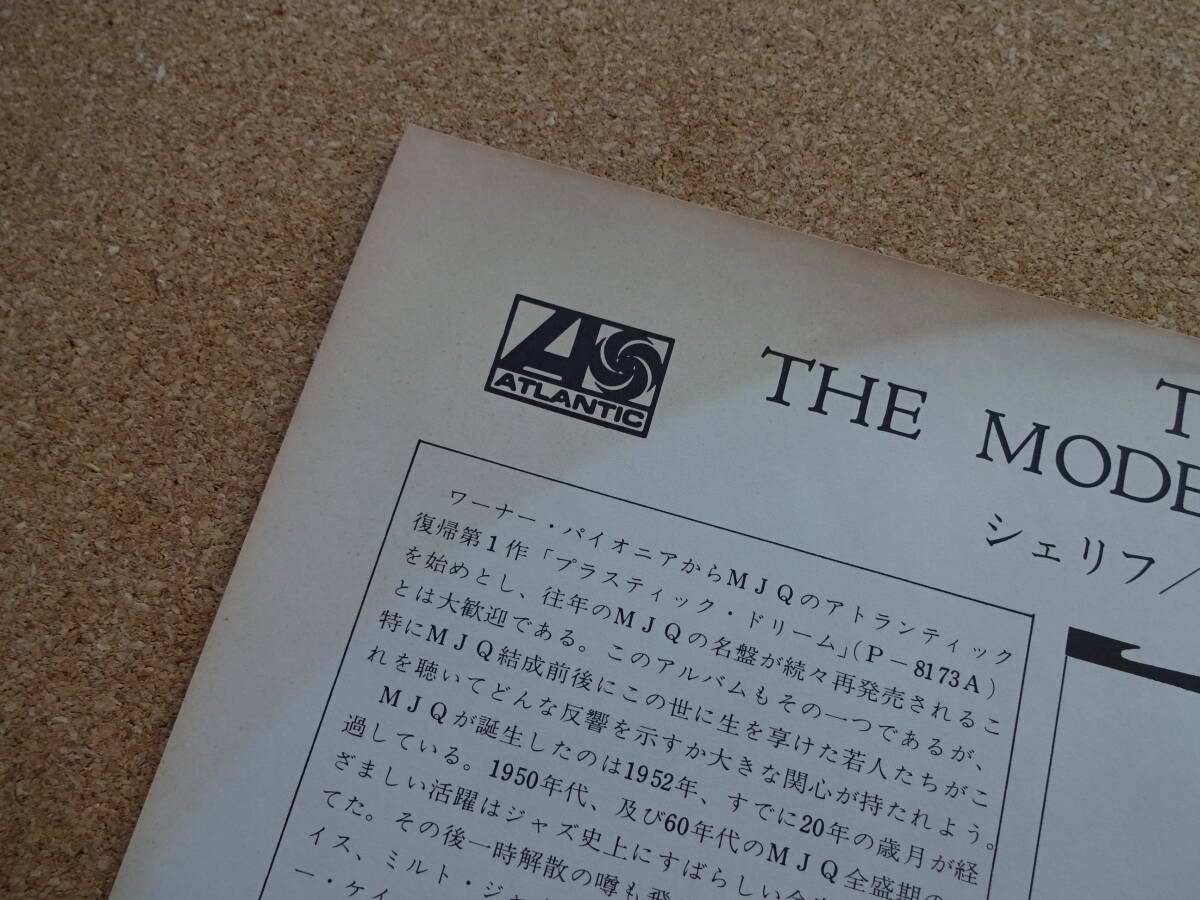 ATLANTIC
T
THE MODE
シェリフ/
ワーナー・パイオニアからMJQのアトランティック
復帰第1作「プラスティック・ドリーム」(P-8173A)
を始めとし、往年のMJQの名盤が続々再発売されるこ
とは大歓迎である。このアルバムもその一つであるが、
特にMJQ結成前後にこの世に生を享けた若人たちがこ
れを聴いてどんな反響を示すか大きな関心が持たれよう。
MJQが誕生したのは1952年、すでに20年の歳月が経
過している。1950年代、及び60年代のMJQ全盛期の
ざましい活躍はジャズ史上にすばらしい
てた。その後一時解散の噂も飛
イス、ミルト・ジャ
ー・ケイ